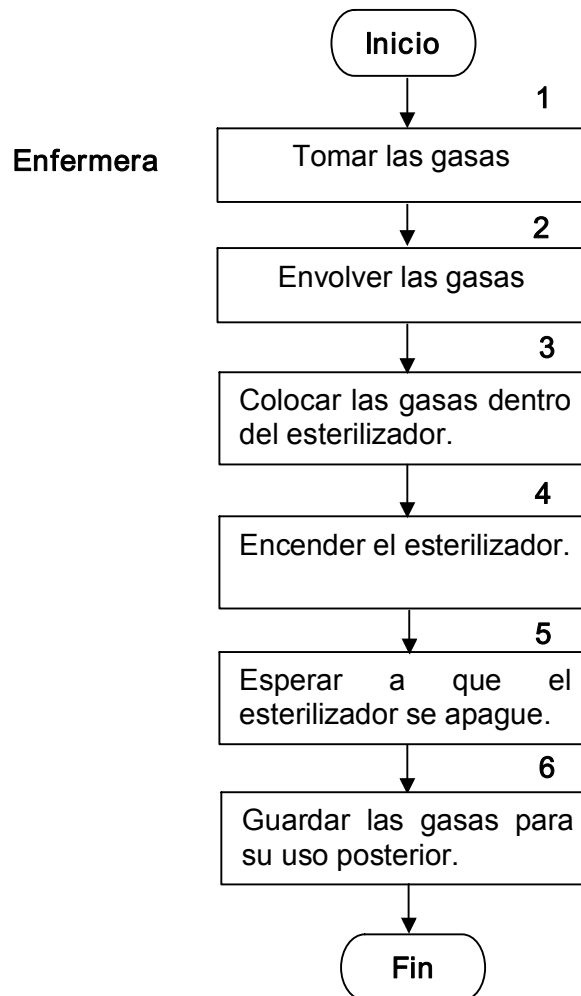 Inicio
1
Enfermera
Tomar las gasas
2
Envolver las gasas
3
Colocar las gasas dentro
del esterilizador.
4
Encender el esterilizador.
5
Esperar a que el
esterilizador se apague.
6
Guardar las gasas para
su uso posterior.
Fin